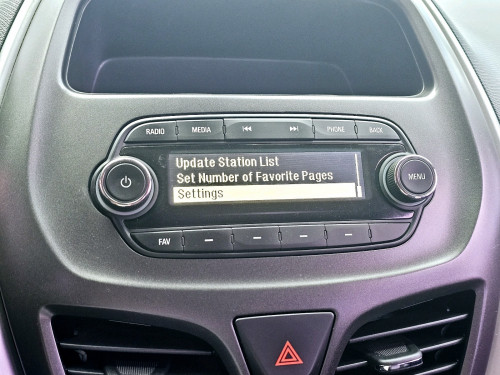 RADIO MEDIA PHONE BACK
Update Station List
Set Number of Favorite Pages
Settings
MENU
FAV